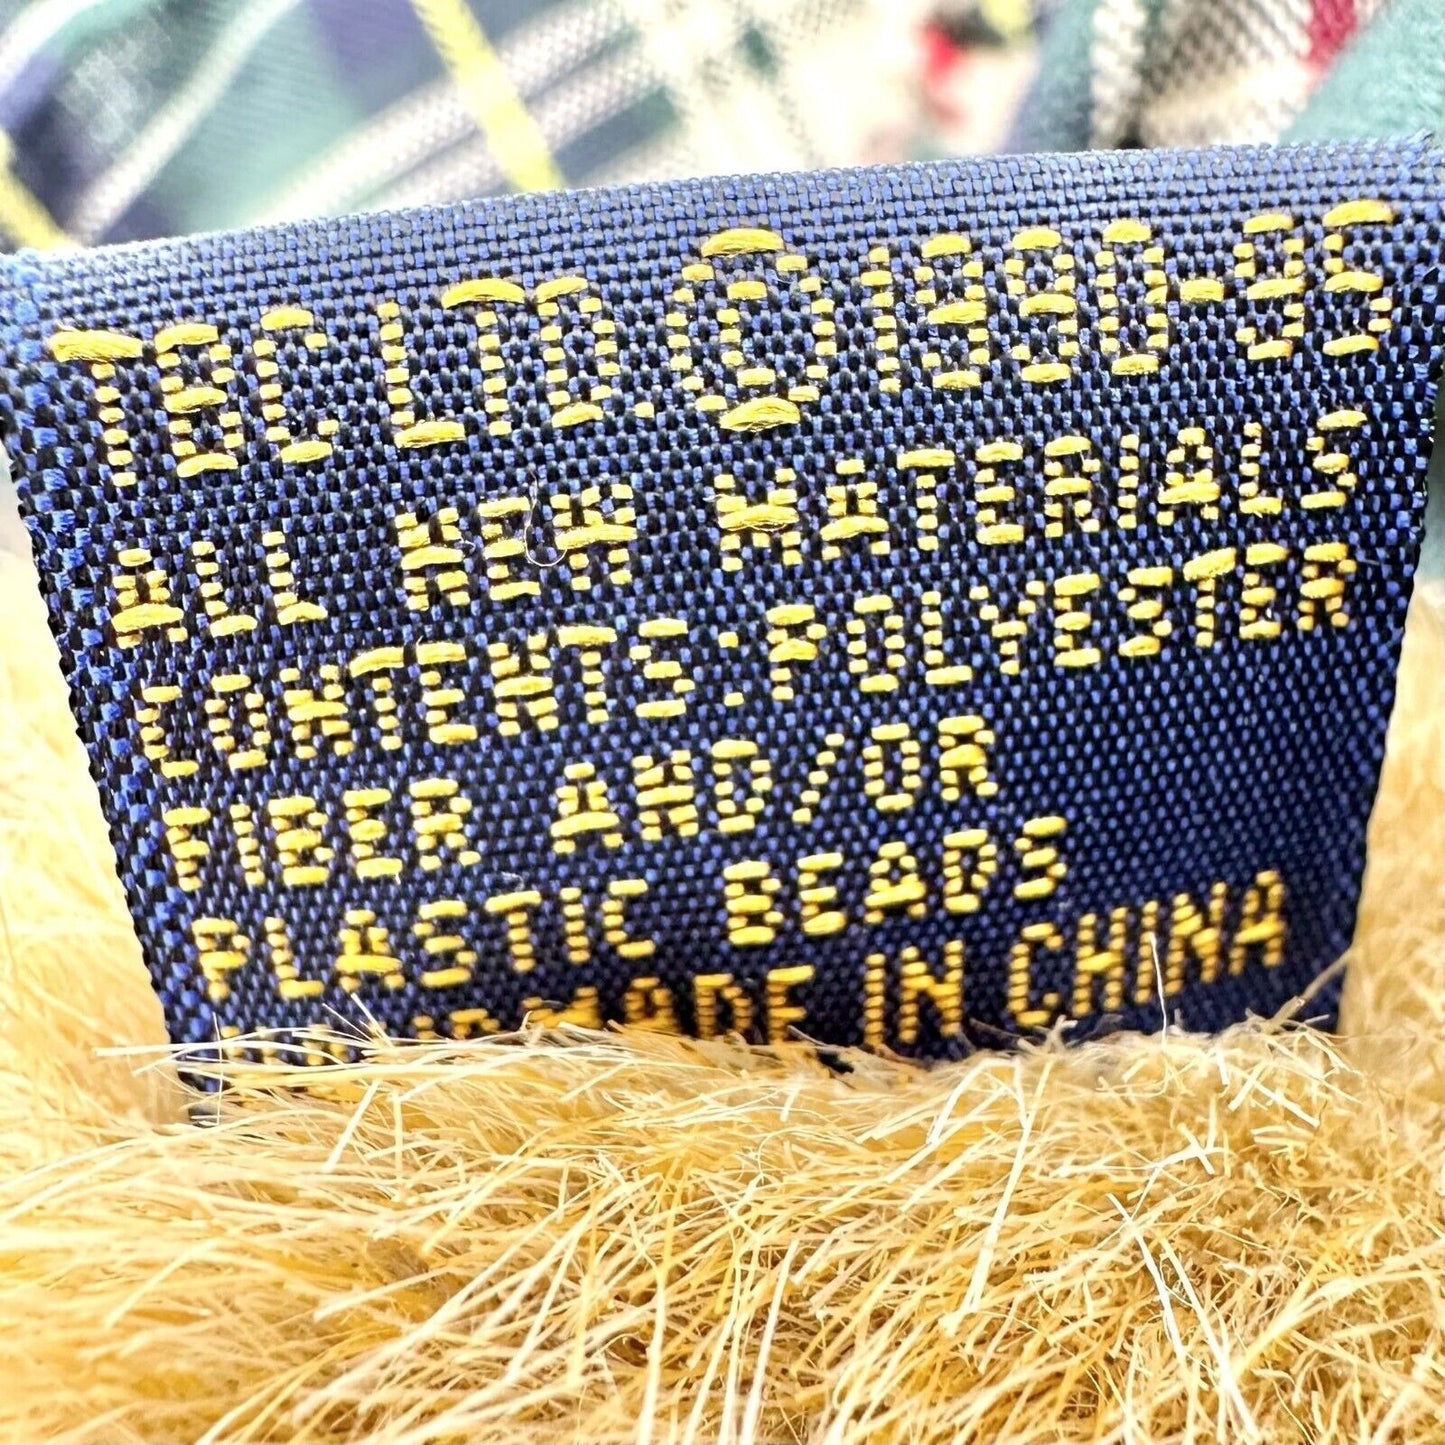 TBC LTD. ©1990-95
ALL NEW MATERIALS
CONTENTS: POLYESTER
FIBER AND/OR
PLASTIC BEADS
MADE IN CHINA